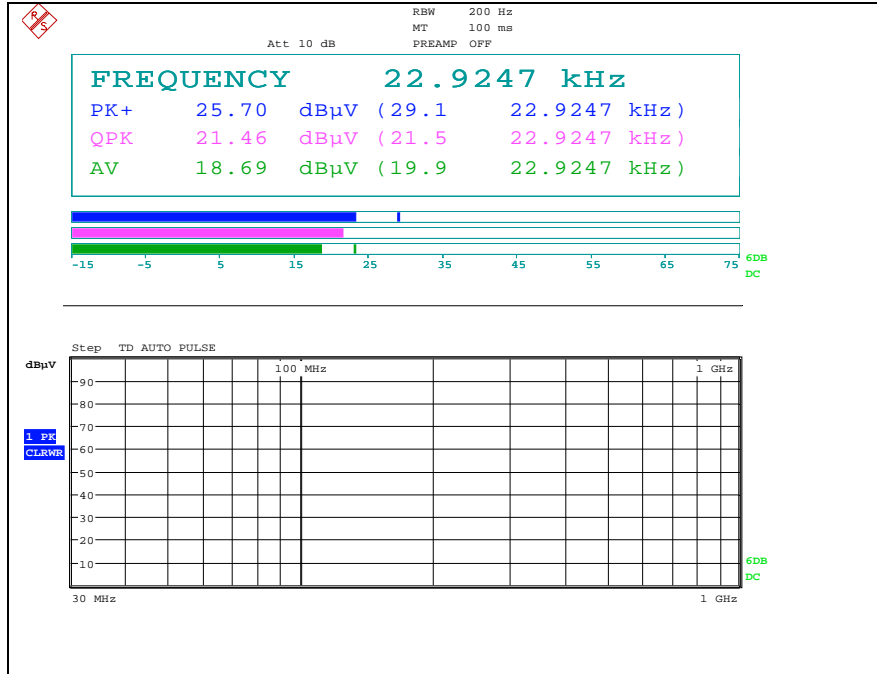 R S
RBW 200 Hz
MT 100 ms
Att 10 dB PREAMP OFF
FREQUENCY 22.9247 kHz
PK+ 25.70 dBµV (29.1 22.9247 kHz)
QPK 21.46 dBµV (21.5 22.9247 kHz)
AV 18.69 dBµV (19.9 22.9247 kHz)
-15 -5 5 15 25 35 45 55 65 75
6DB
DC
Step TD AUTO PULSE
dBµV
100 MHz 1 GHz
90
80
70
1 PK
CLRWR
60
50
40
30
20
10
6DB
DC
30 MHz 1 GHz